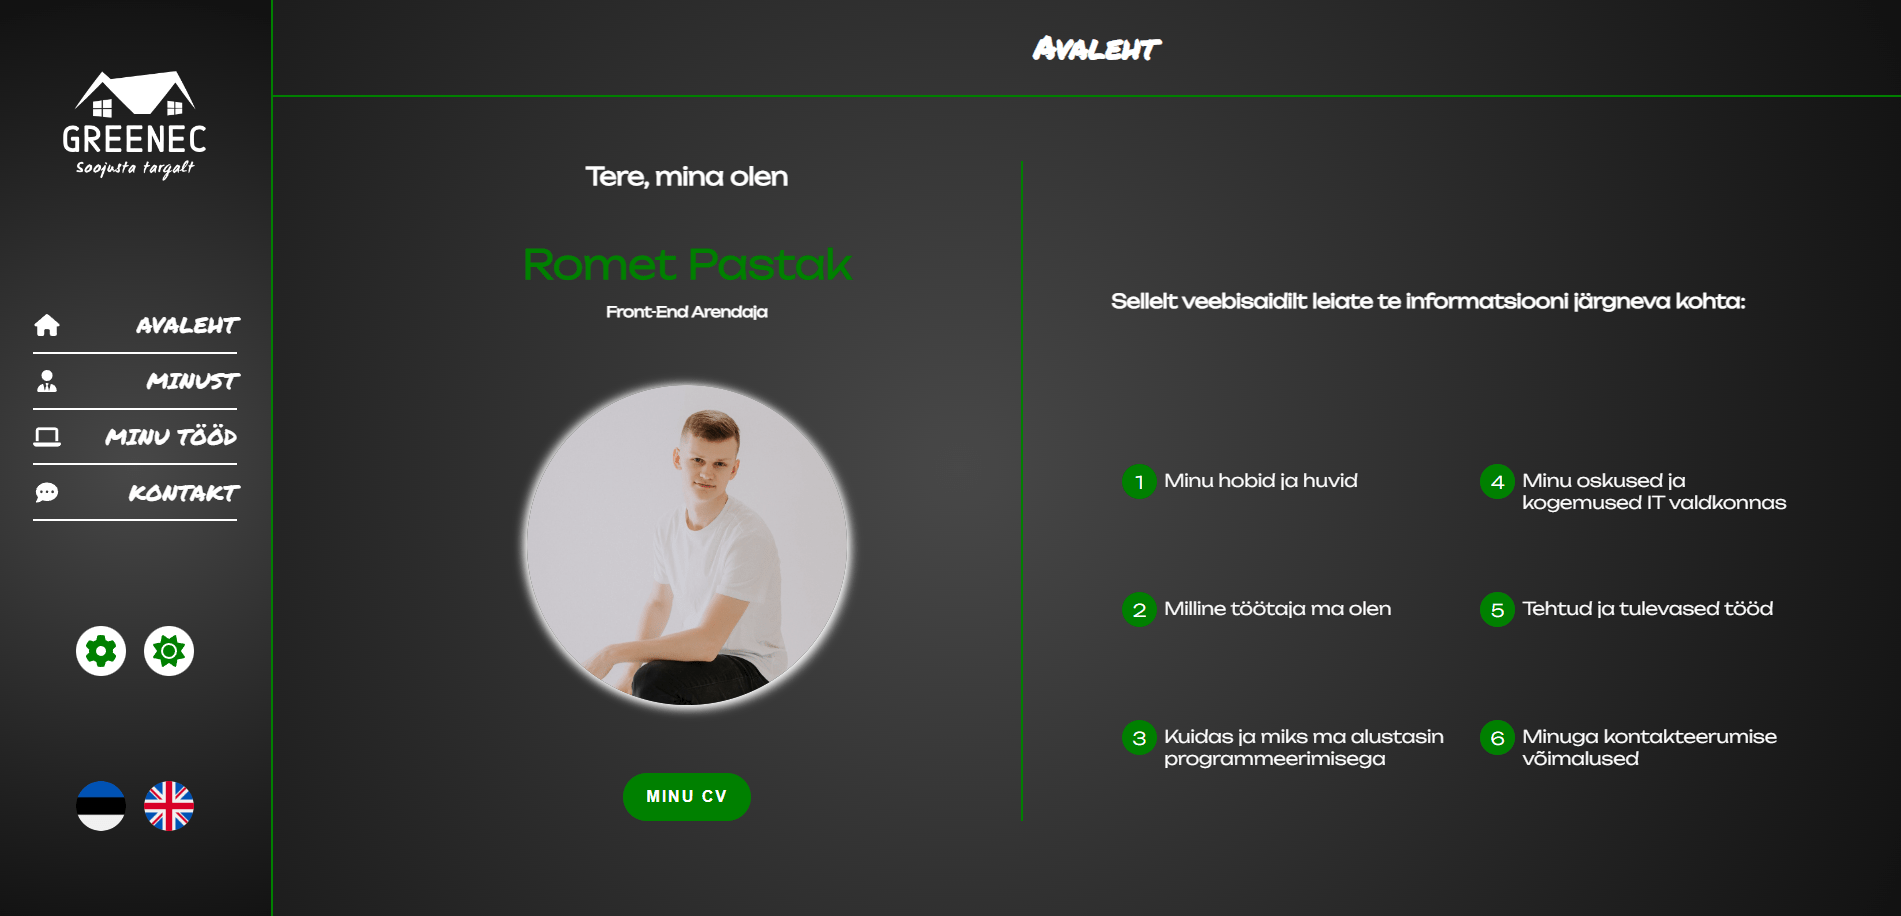 GREENEC
Soojusta targalt
AVALEHT
MINUST
MINU TÖÖD
KONTAKT
AVALEHT
Tere, mina olen
Romet Pastak
Front-End Arendaja
MINU CV
Sellelt veebisaidilt leiate te informatsiooni järgneva kohta:
1 Minu hobid ja huvid
2 Milline töötaja ma olen
3 Kuidas ja miks ma alustasin
programmeerimisega
4 Minu oskused ja
kogemused IT valdkonnas
5 Tehtud ja tulevased tööd
6 Minuga kontakteerumise
võimalused